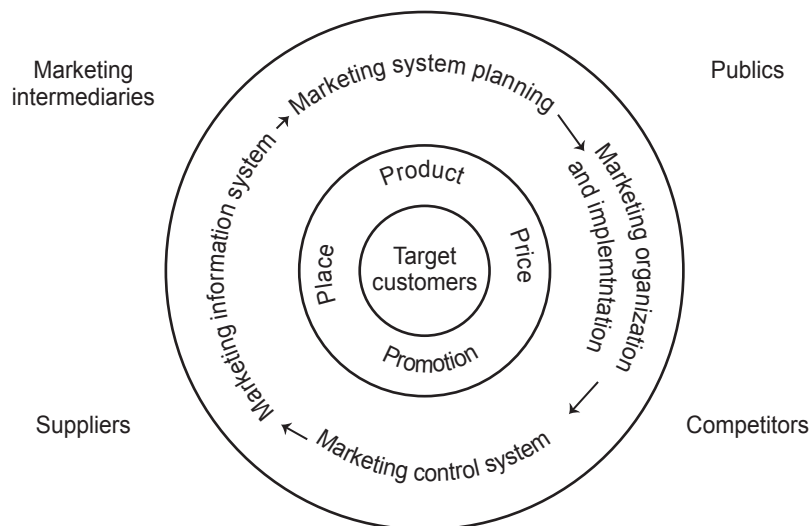 Marketing
intermediaries
Publics
Marketing system planning
Marketing organization
and implemtntation
Marketing control system
Marketing information system
Product
Price
Promotion
Place
Target
customers
Suppliers
Competitors